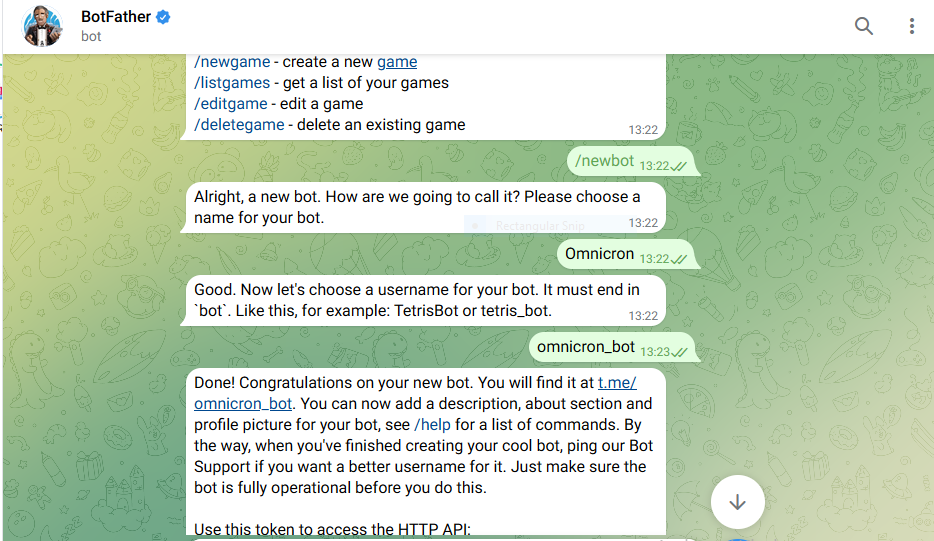 BotFather
bot
/newgame - create a new game
/listgames - get a list of your games
/editgame - edit a game
/deletegame - delete an existing game
13:22
/newbot 13:22
Alright, a new bot. How are we going to call it? Please choose a
name for your bot.
Rectangular Snip
13:22
Omnicron 13:22
Good. Now let's choose a username for your bot. It must end in
`bot`. Like this, for example: TetrisBot or tetris_bot.
13:22
omnicron_bot 13:23
Done! Congratulations on your new bot. You will find it at t.me/
omnicron_bot. You can now add a description, about section and
profile picture for your bot, see /help for a list of commands. By
the way, when you've finished creating your cool bot, ping our Bot
Support if you want a better username for it. Just make sure the
bot is fully operational before you do this.
Use this token to access the HTTP API: